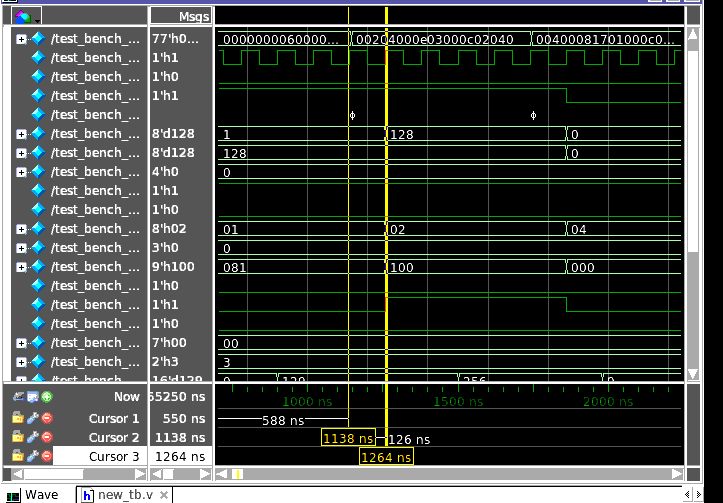 Msgs
/test_bench_... 77'h0... 0000000060000... 00204000e03000c02040 00400081701000c0...
/test_bench_... 1'h1
/test_bench_... 1'h0
/test_bench_... 1'h1
/test_bench_...
/test_bench_... 8'd128 1 128 0
/test_bench_... 8'd128 128 0
/test_bench_... 4'h0 0
/test_bench_... 1'h1
/test_bench_... 1'h0
/test_bench_... 8'h02 01 02 04
/test_bench_... 3'h0 0
/test_bench_... 9'h100 081 100 000
/test_bench_... 1'h0
/test_bench_... 1'h1
/test_bench_... 1'h0
/test_bench_... 7'h00 00
/test_bench_... 2'h3 3
/test_bench_... 16'd128 0 128 256 0
Now 55250 ns 1000 ns 1500 ns 2000 ns
Cursor 1 550 ns 588 ns
Cursor 2 1138 ns 1138 ns 126 ns
Cursor 3 1264 ns 1264 ns
Wave h new_tb.v